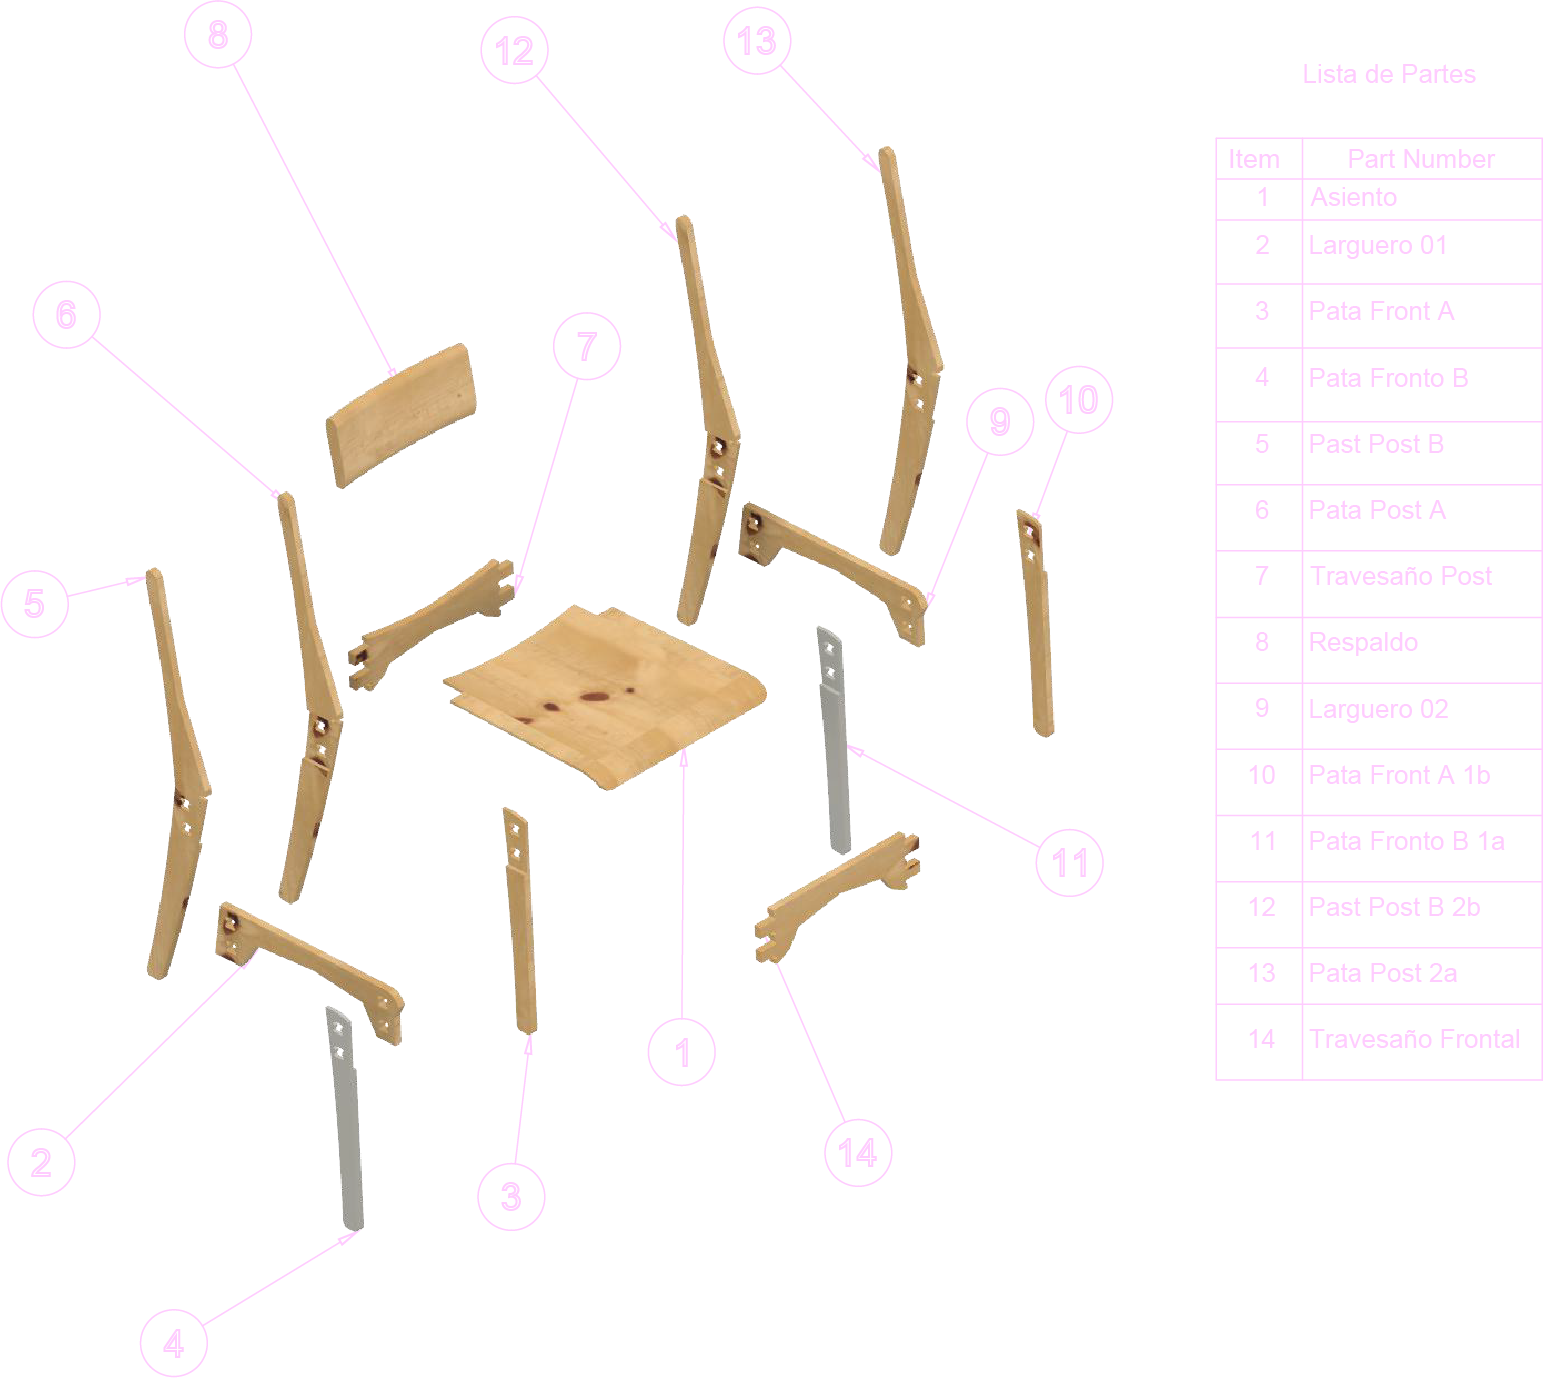 8
12
13
Lista de Partes
6
7
10
9
5
11
1
14
2
3
4
Item Part Number
1 Asiento
2 Larguero 01
3 Pata Front A
4 Pata Fronto B
5 Past Post B
6 Pata Post A
7 Travesaño Post
8 Respaldo
9 Larguero 02
10 Pata Front A 1b
11 Pata Fronto B 1a
12 Past Post B 2b
13 Pata Post 2a
14 Travesaño Frontal